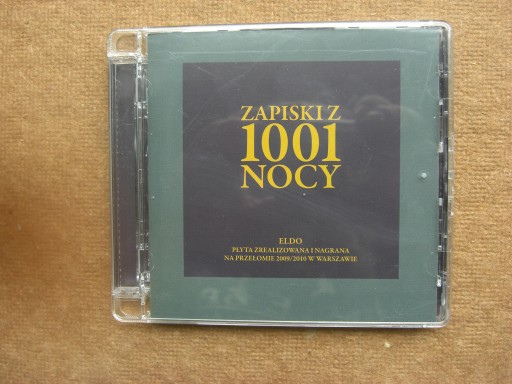 ZAPISKI Z
1001
NOCY
ELDO
PŁYTA ZREALIZOWANA I NAGRANA
NA PRZEŁOMIE 2009/2010 W WARSZAWIE